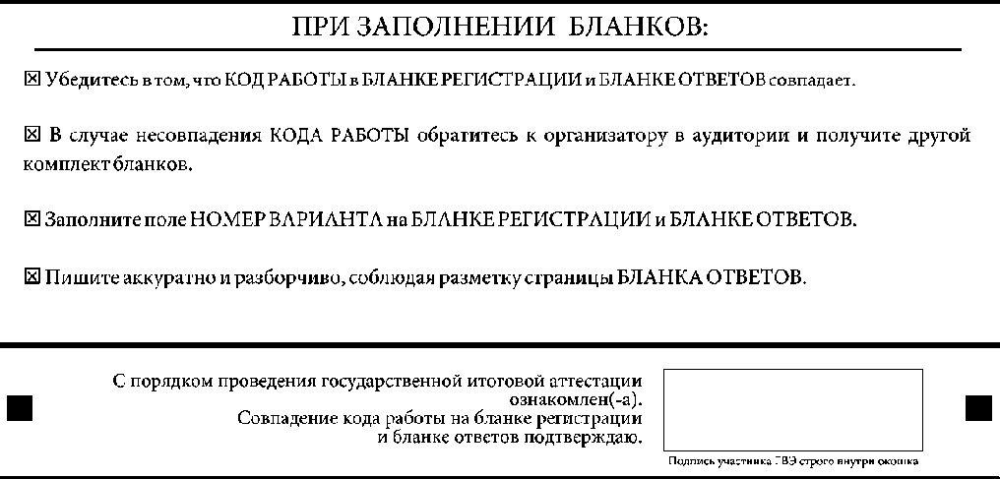 ПРИ ЗАПОЛНЕНИИ БЛАНКОВ:
☒ Убедитесь в том, что КОД РАБОТЫ в БЛАНКЕ РЕГИСТРАЦИИ и БЛАНКЕ ОТВЕТОВ совпадает.
☒ В случае несовпадения КОДА РАБОТЫ обратитесь к организатору в аудитории и получите другой
комплект бланков.
☒ Заполните поле НОМЕР ВАРИАНТА на БЛАНКЕ РЕГИСТРАЦИИ и БЛАНКЕ ОТВЕТОВ.
☒ Пишите аккуратно и разборчиво, соблюдая разметку страницы БЛАНКА ОТВЕТОВ.
С порядком проведения государственной итоговой аттестации
ознакомлен(-а).
Совпадение кода работы на бланке регистрации
и бланке ответов подтверждаю.
Подпись участника ГВЭ строго внутри окошка